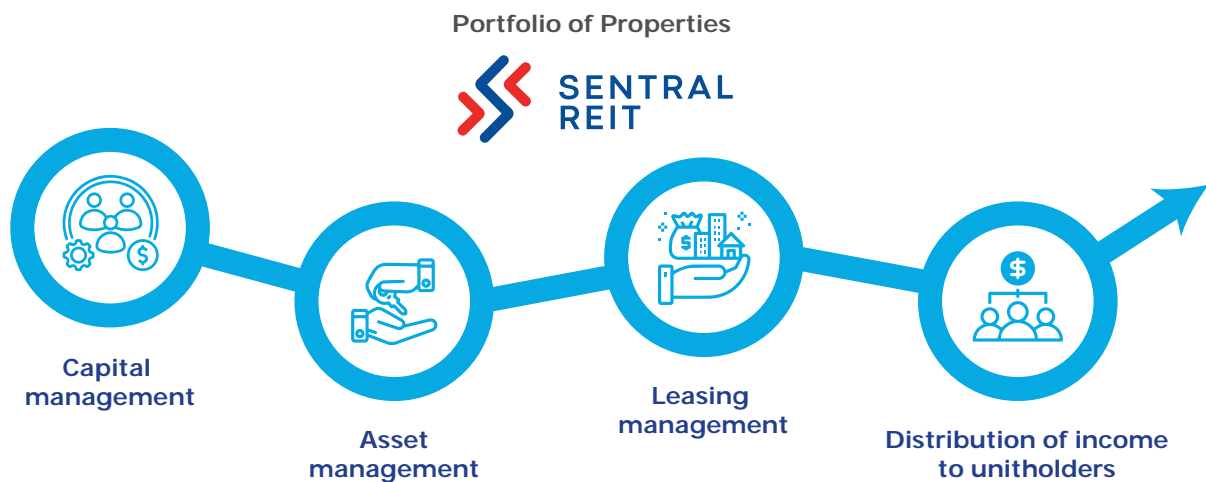 Portfolio of Properties
SENTRAL
REIT
Capital
management
Asset
management
Leasing
management
Distribution of income
to unitholders